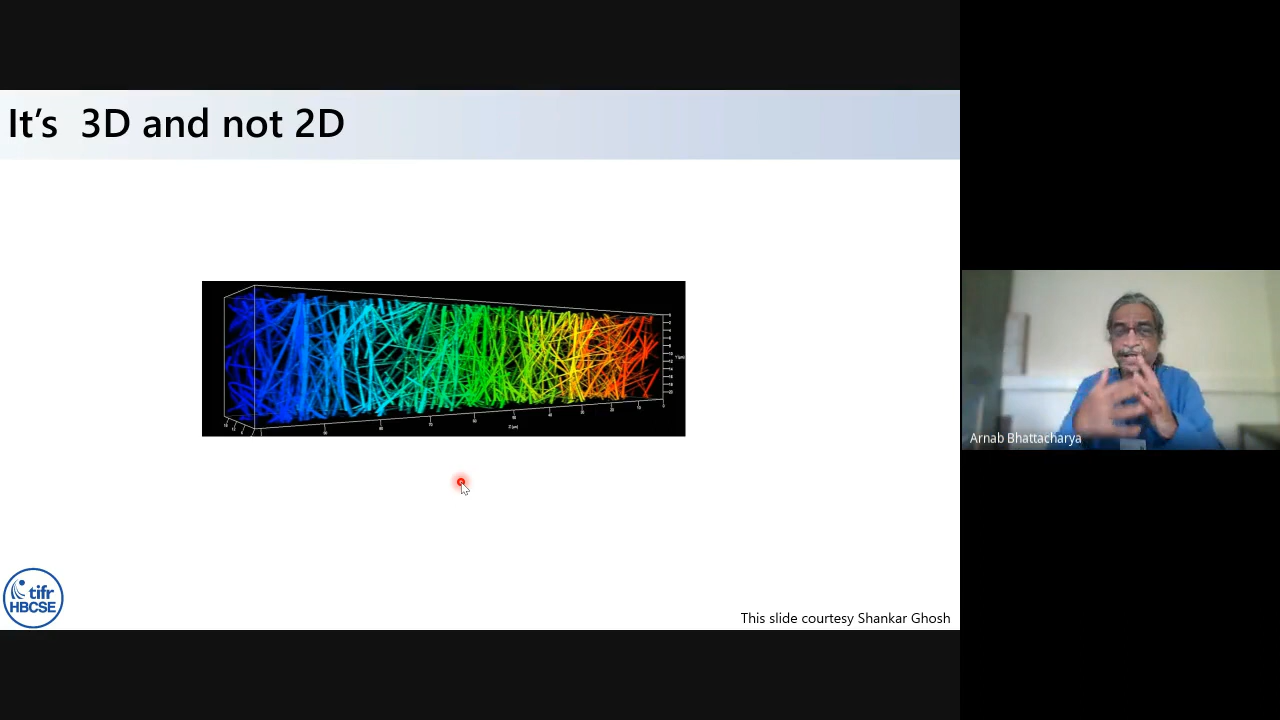 It's  3D and not 2D
tifr
HBCSE
This slide courtesy Shankar Ghosh
Arnab Bhattacharya